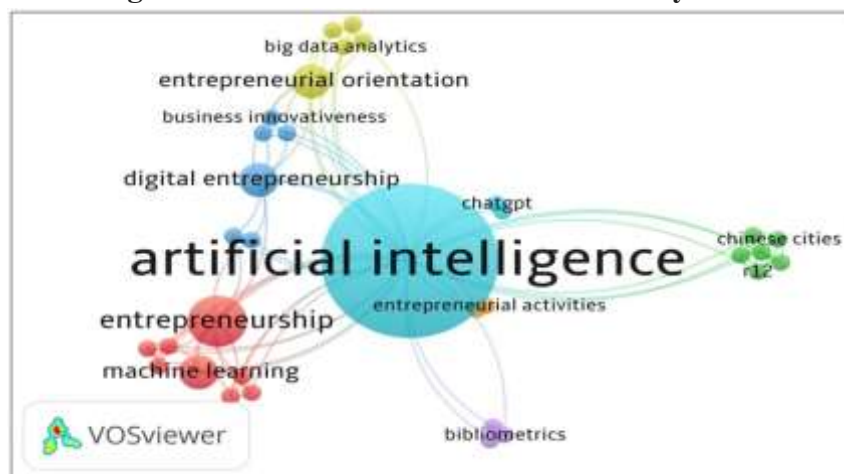 big data analytics
entrepreneurial orientation
business innovativeness
digital entrepreneurship
chatgpt
chinese cities
artificial intelligence
r12
entrepreneurial activities
entrepreneurship
machine learning
VOSviewer
bibliometrics